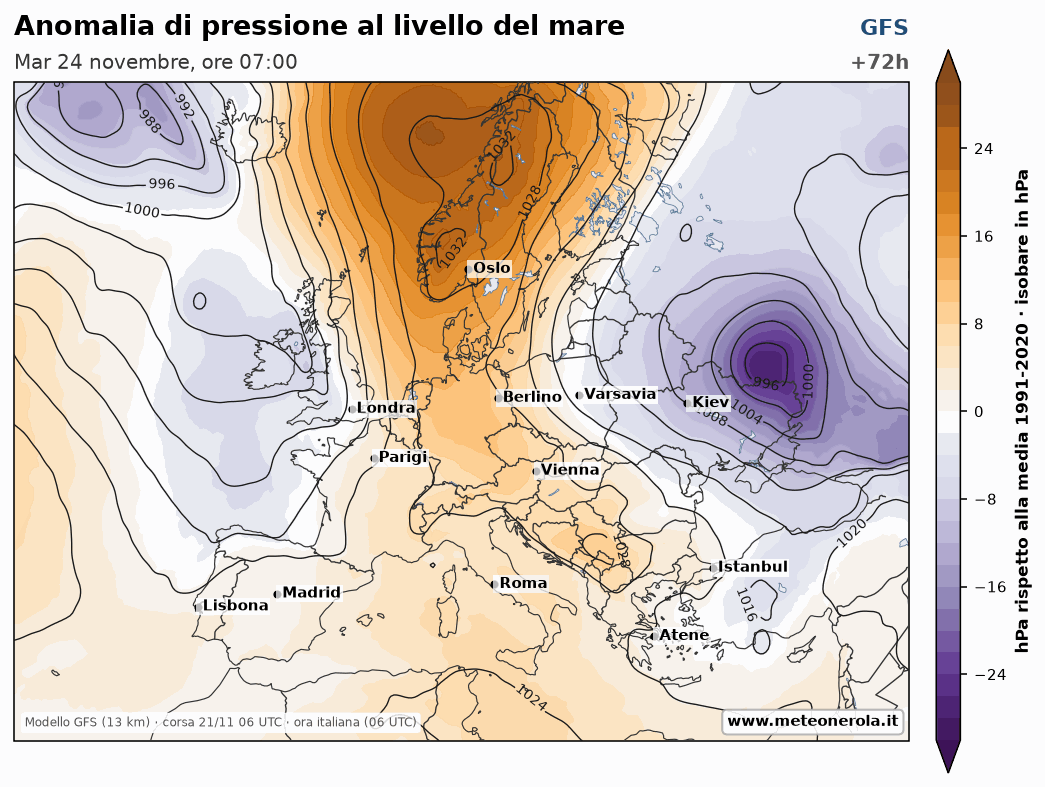 Anomalia di pressione al livello del mare
GFS
Mar 24 novembre, ore 07:00
+72h
992
988
996
1000
1032
1028
1032
Oslo
Londra
Berlino
Varsavia
Kiev
996
1000
1004
1008
Parigi
Vienna
1028
1020
Istanbul
Roma
Madrid
Lisbona
1016
Atene
1024
Modello GFS (13 km) · corsa 21/11 06 UTC · ora italiana (06 UTC)
www.meteonerola.it
24
16
8
0
−8
−16
−24
hPa rispetto alla media 1991-2020 · isobare in hPa